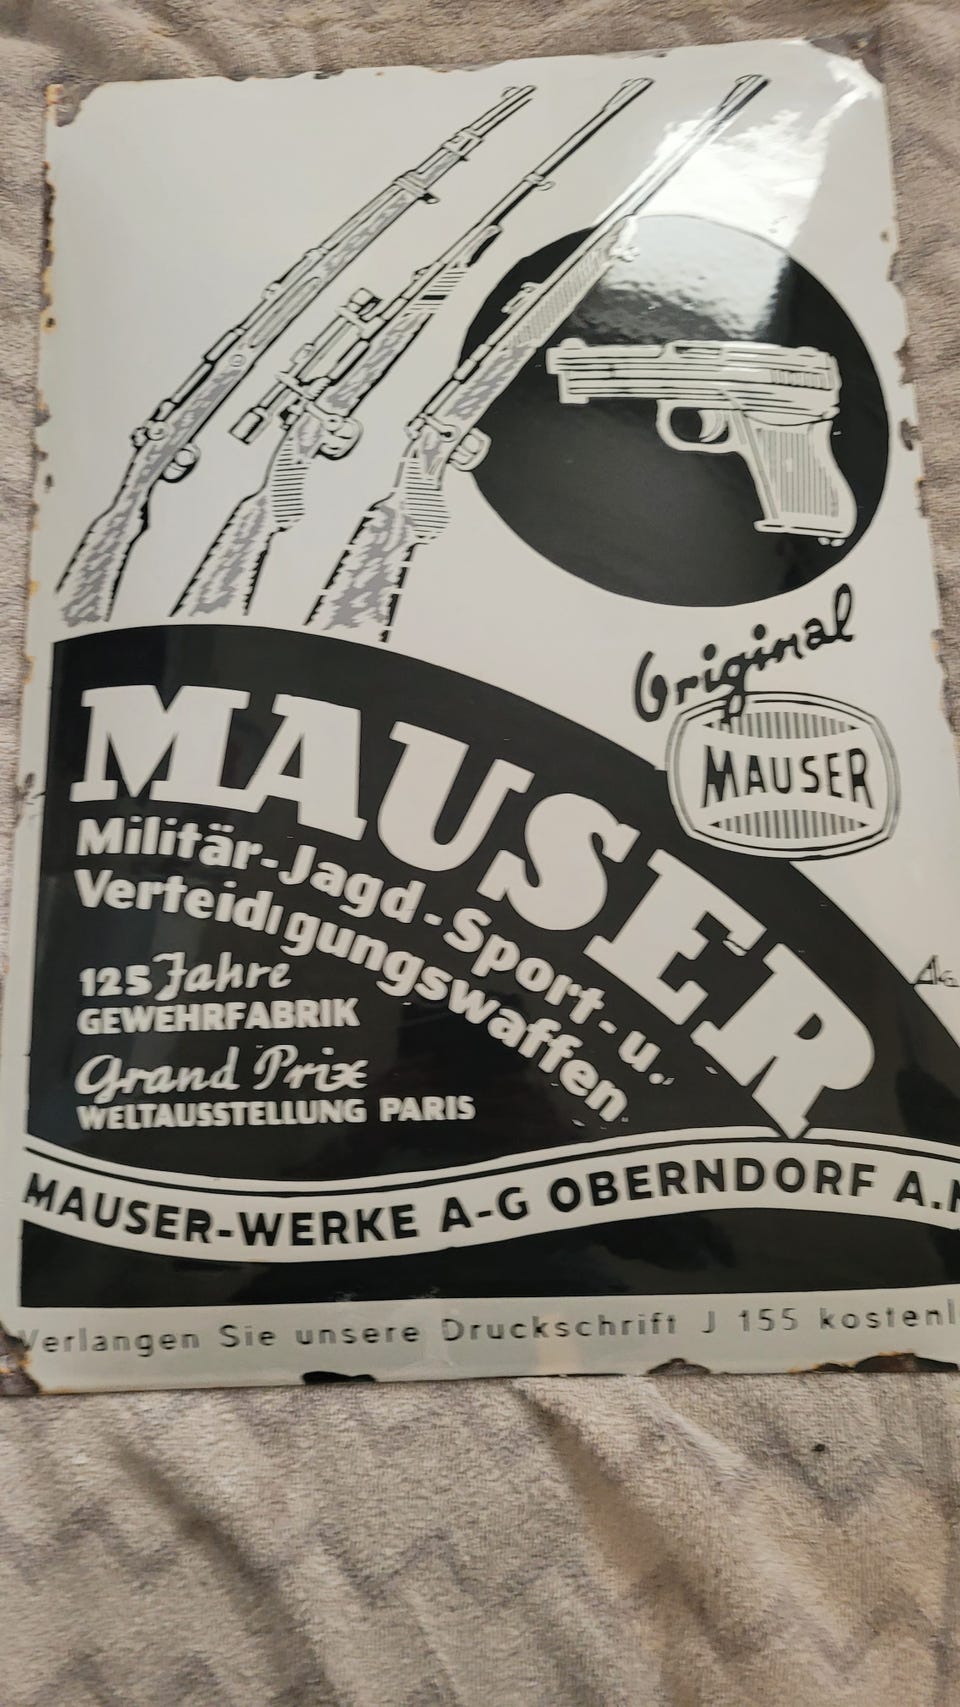 Original
MAUSER
MAUSER
Militär-Jagd-Sport-u.
Verteidigungswaffen
125 Jahre
GEWEHRFABRIK
Grand Prix
WELTAUSSTELLUNG PARIS
MAUSER-WERKE A-G OBERNDORF A.N
Verlangen Sie unsere Druckschrift J 155 kostenl